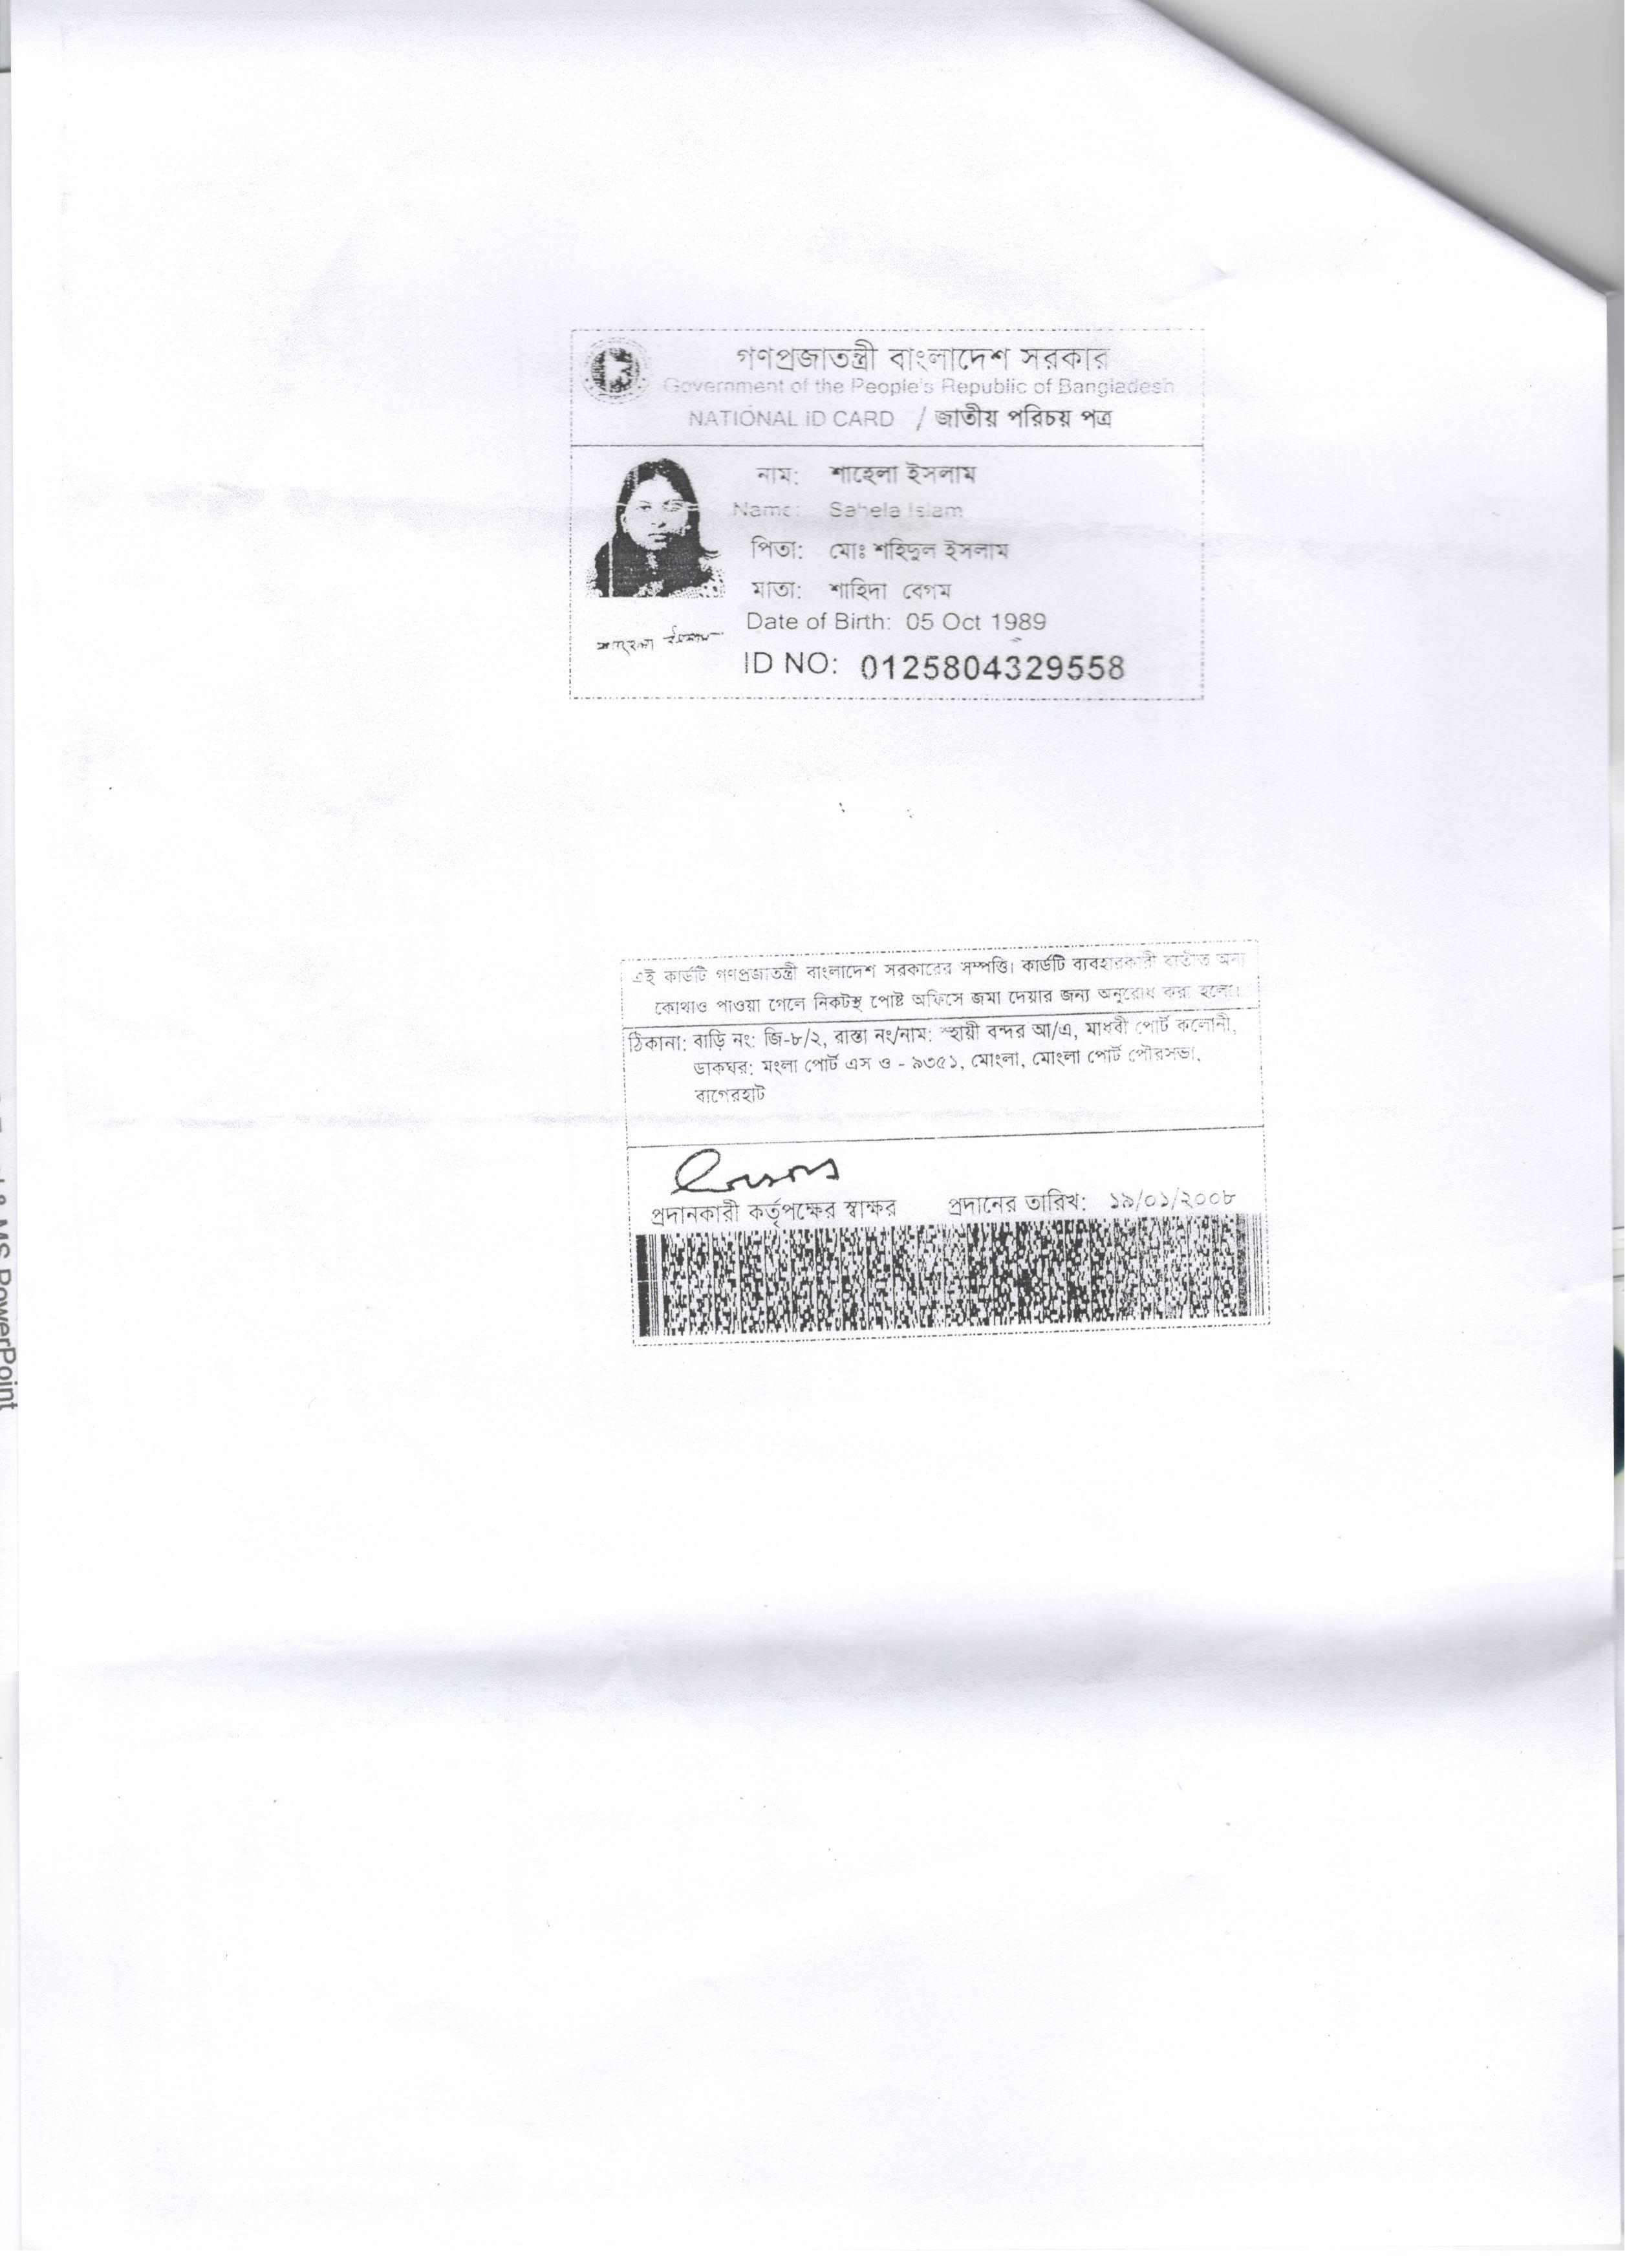 গণপ্রজাতন্ত্রী বাংলাদেশ সরকার
Government of the People's Republic of Bangladesh
NATIONAL ID CARD / জাতীয় পরিচয় পত্র
নাম: শাহেলা ইসলাম
Name: Sahela Islam
পিতা: মোঃ শহিদুল ইসলাম
মাতা: শাহিদা বেগম
Date of Birth: 05 Oct 1989
শাহেলা ইসলাম
ID NO: 0125804329558
এই কার্ডটি গণপ্রজাতন্ত্রী বাংলাদেশ সরকারের সম্পত্তি। কার্ডটি ব্যবহারকারী ব্যতীত অন্য
কোথাও পাওয়া গেলে নিকটস্থ পোষ্ট অফিসে জমা দেয়ার জন্য অনুরোধ করা হলো।
ঠিকানা: বাড়ি নং: জি-৮/২, রাস্তা নং/নাম: স্থায়ী বন্দর আ/এ, মাধবী পোর্ট কলোনী,
ডাকঘর: মংলা পোর্ট এস ও - ৯৩৫১, মোংলা, মোংলা পোর্ট পৌরসভা,
বাগেরহাট
প্রদানকারী কর্তৃপক্ষের স্বাক্ষর প্রদানের তারিখ: ১৯/০১/২০০৮
& MS PowerPoint